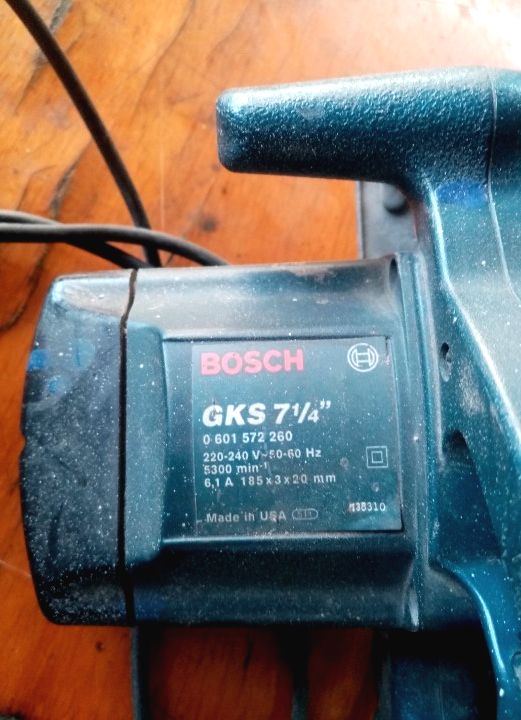 BOSCH
GKS 7¼”
0 601 572 260
220-240 V~50-60 Hz
5300 min⁻¹
6,1 A 185x3x20 mm
Made in USA